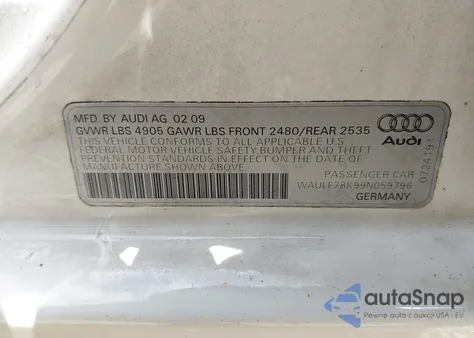 MFD. BY AUDI AG 02 09
GVWR LBS 4905 GAWR LBS FRONT 2480/REAR 2535
THIS VEHICLE CONFORMS TO ALL APPLICABLE U.S.
FEDERAL MOTOR VEHICLE SAFETY BUMPER AND THEFT
PREVENTION STANDARDS IN EFFECT ON THE DATE OF
MANUFACTURE SHOWN ABOVE
Audi
0724191
PASSENGER CAR
WAULF78K99N059796
GERMANY
autoSnap
Pewne auto z aukcji USA i EU